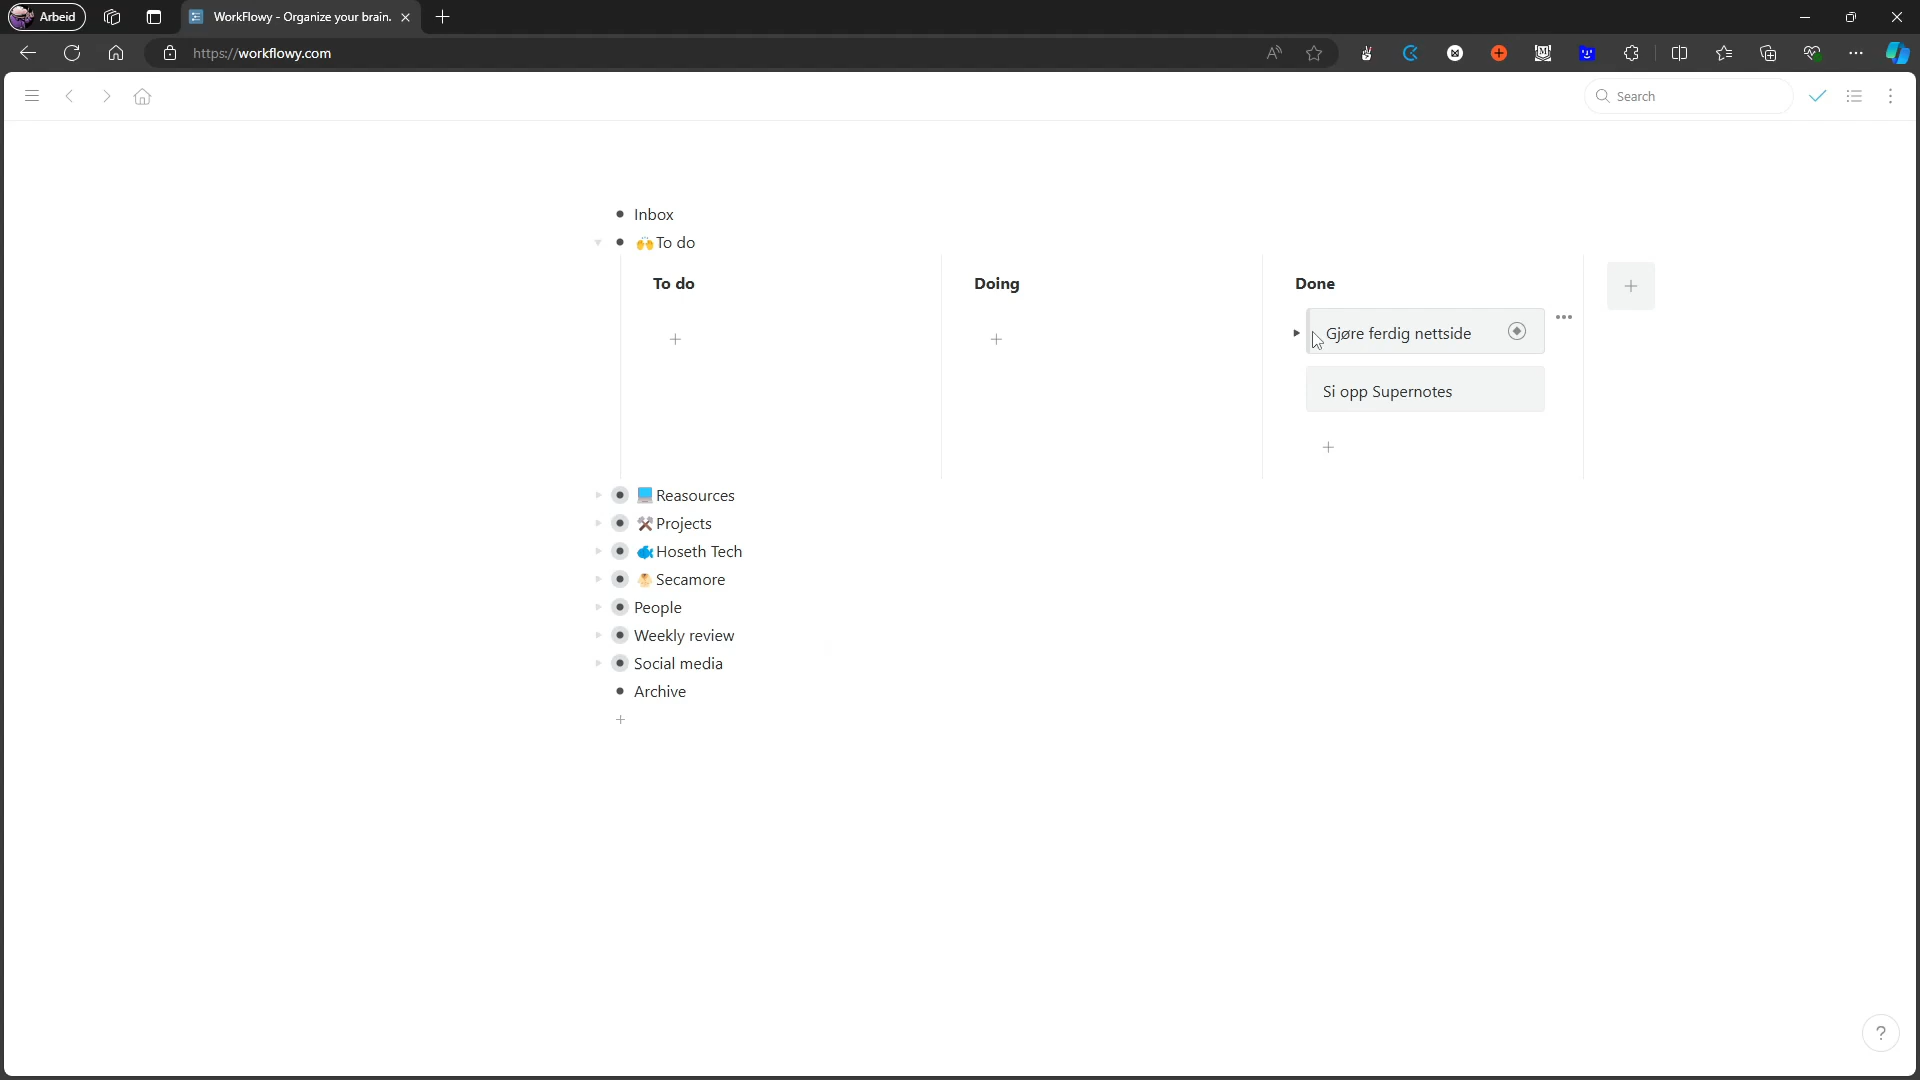 Arbeid
WorkFlowy - Organize your brain.
https://workflowy.com
Search
Inbox
🙌To do
To do
Doing
Done
Gjøre ferdig nettside
Si opp Supernotes
Reasources
Projects
Hoseth Tech
Secamore
People
Weekly review
Social media
Archive
?